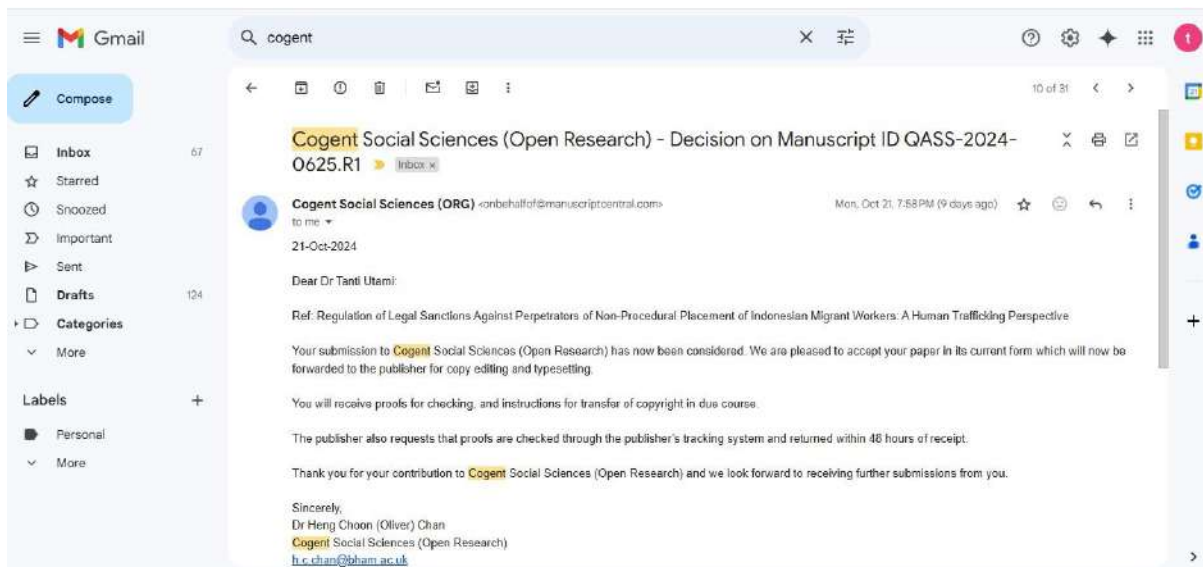 Gmail
cogent
Compose
10 of 31
Inbox 67
Starred
Snoozed
Important
Sent
Drafts 124
Categories
More
Labels
Personal
More
Cogent Social Sciences (Open Research) - Decision on Manuscript ID QASS-2024-
0625.R1 Inbox x
Cogent Social Sciences (ORG) <onbehalfof@manuscriptcentral.com> Mon, Oct 21, 7:58 PM (9 days ago)
to me
21-Oct-2024
Dear Dr Tanti Utami:
Ref: Regulation of Legal Sanctions Against Perpetrators of Non-Procedural Placement of Indonesian Migrant Workers: A Human Trafficking Perspective
Your submission to Cogent Social Sciences (Open Research) has now been considered. We are pleased to accept your paper in its current form which will now be
forwarded to the publisher for copy editing and typesetting.
You will receive proofs for checking, and instructions for transfer of copyright in due course.
The publisher also requests that proofs are checked through the publisher's tracking system and returned within 48 hours of receipt.
Thank you for your contribution to Cogent Social Sciences (Open Research) and we look forward to receiving further submissions from you.
Sincerely,
Dr Heng Choon (Oliver) Chan
Cogent Social Sciences (Open Research)
h.c.chan@bham.ac.uk
t
31